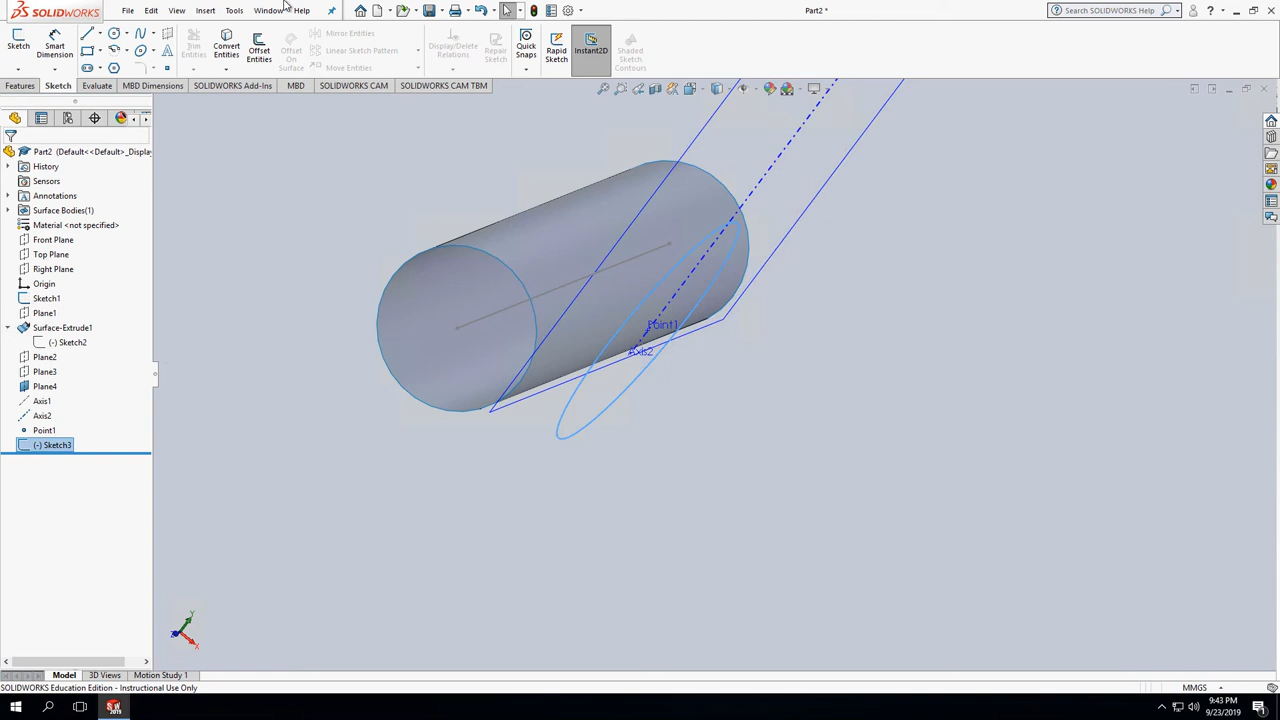 SOLIDWORKS File Edit View Insert Tools Window Help Part2 * Search SOLIDWORKS Help
Sketch Smart Dimension Trim Entities Convert Entities Offset Entities Offset On Surface Mirror Entities Linear Sketch Pattern Move Entities Display/Delete Relations Repair Sketch Quick Snaps Rapid Sketch Instant2D Shaded Sketch Contours
Features Sketch Evaluate MBD Dimensions SOLIDWORKS Add-Ins MBD SOLIDWORKS CAM SOLIDWORKS CAM TBM
Part2 (Default<<Default>_Display
History
Sensors
Annotations
Surface Bodies(1)
Material <not specified>
Front Plane
Top Plane
Right Plane
Origin
Sketch1
Plane1
Surface-Extrude1
(-) Sketch2
Plane2
Plane3
Plane4
Axis1
Axis2
Point1
(-) Sketch3
Point1
Axis2
Y
Z
X
Model 3D Views Motion Study 1
SOLIDWORKS Education Edition - Instructional Use Only MMGS
9:43 PM
9/23/2019